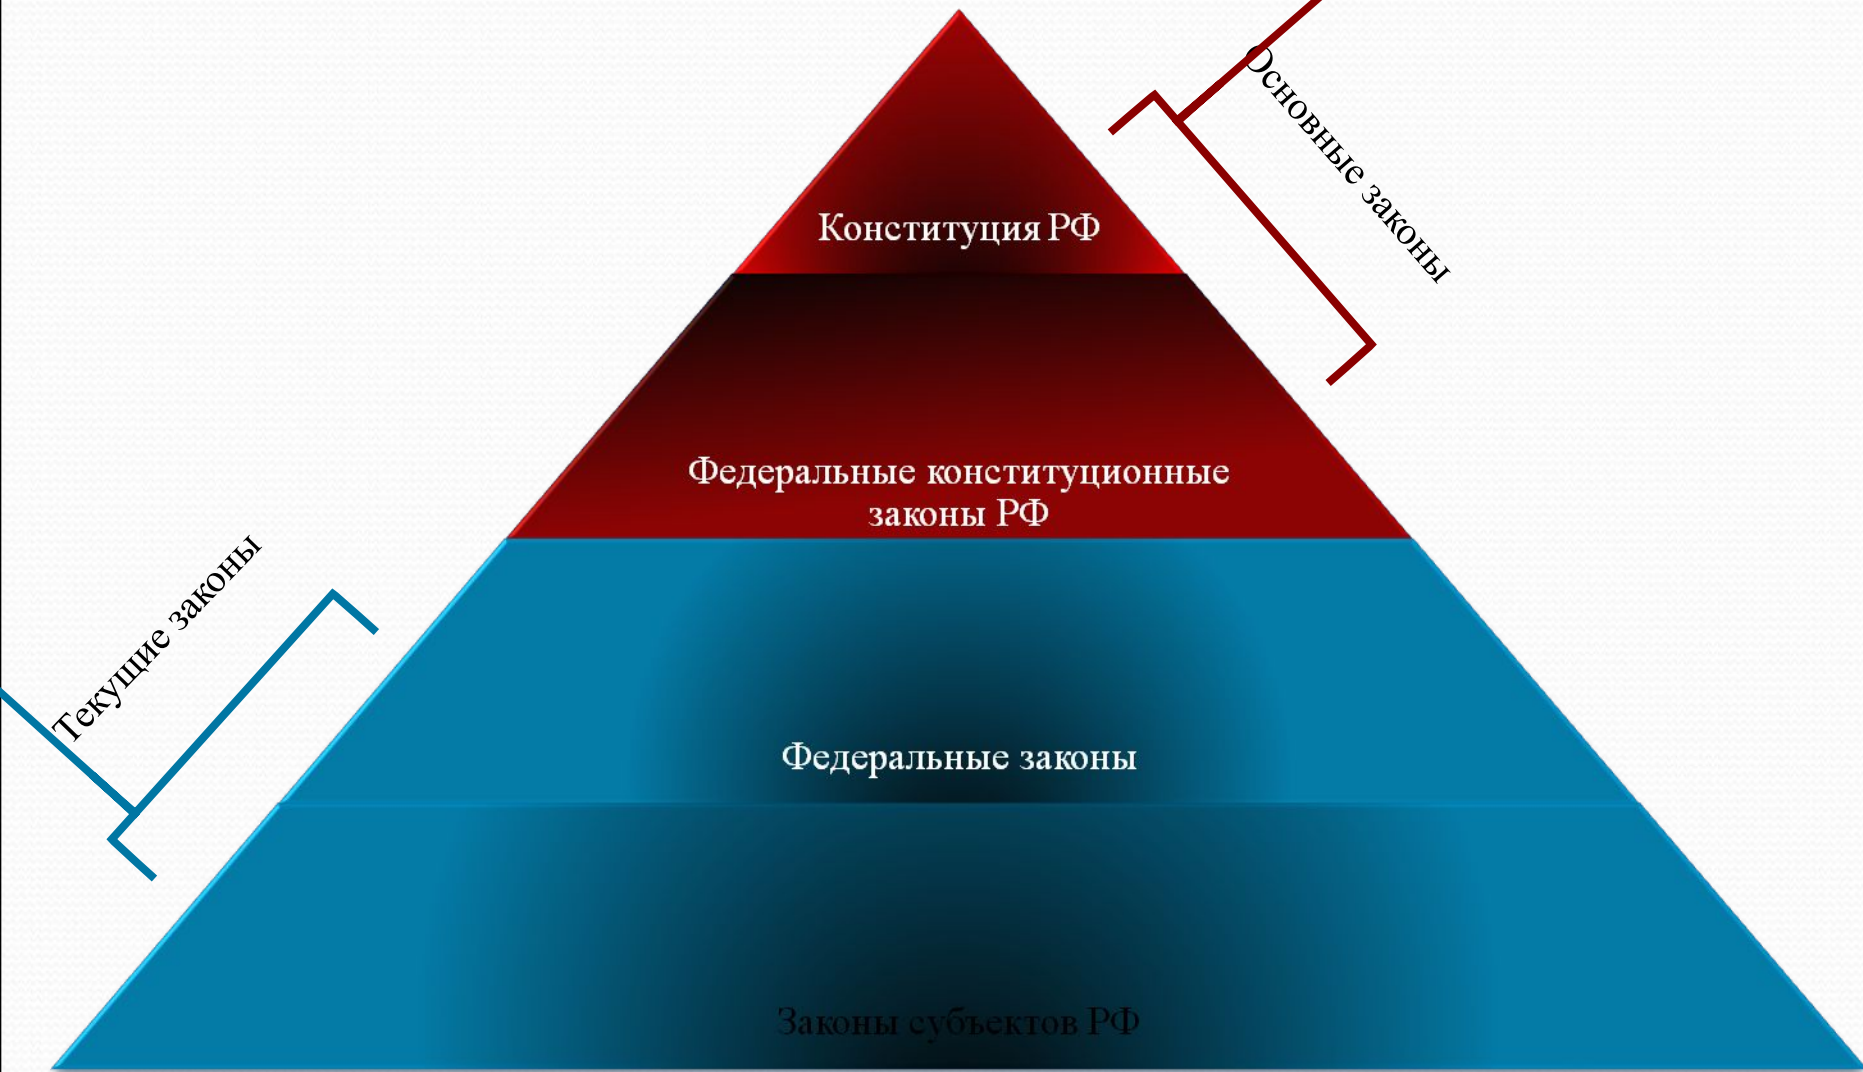 Основные законы
Конституция РФ
Федеральные конституционные
законы РФ
Текущие законы
Федеральные законы
Законы субъектов РФ